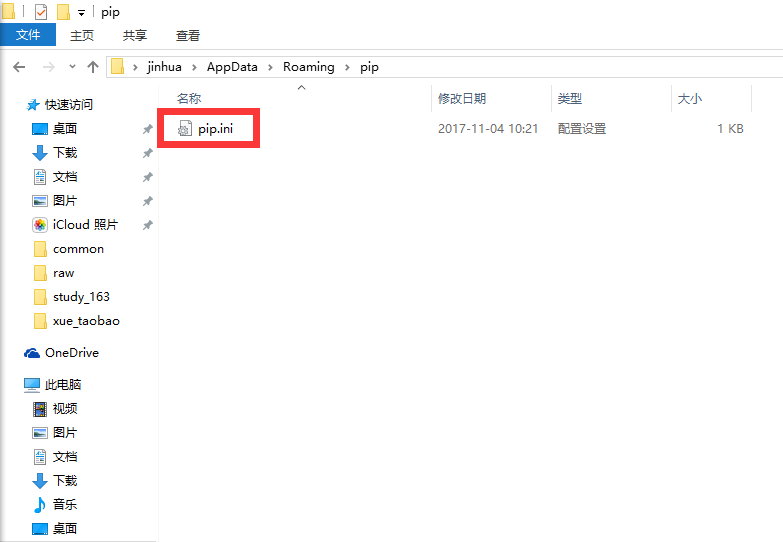 pip
文件 主页 共享 查看
jinhua AppData Roaming pip
名称 修改日期 类型 大小
pip.ini 2017-11-04 10:21 配置设置 1 KB
快速访问
桌面
下载
文档
图片
iCloud 照片
common
raw
study_163
xue_taobao
OneDrive
此电脑
视频
图片
文档
下载
音乐
桌面